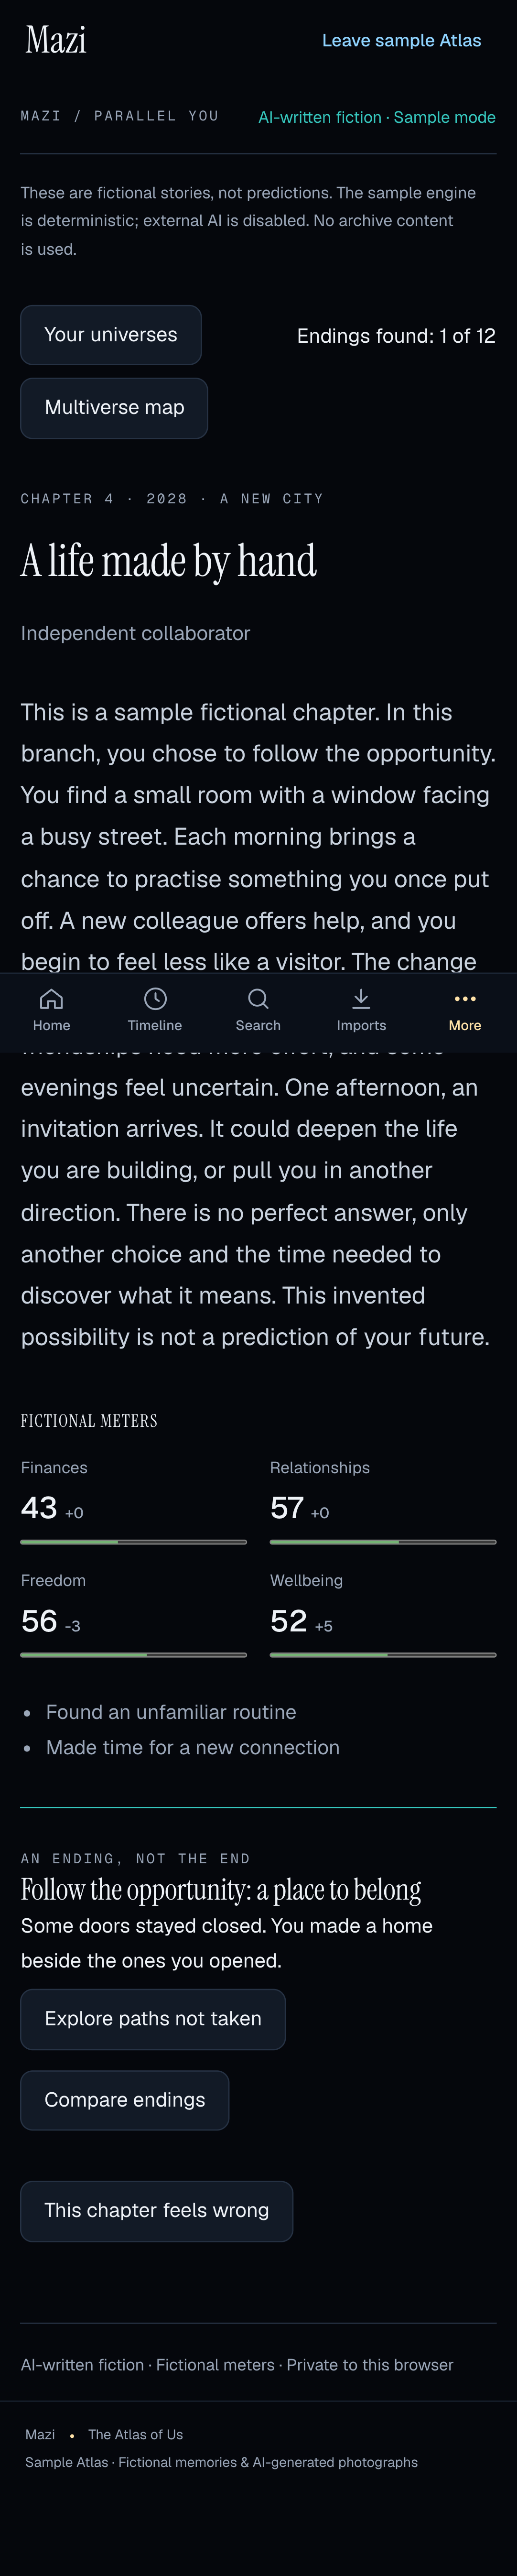 Mazi
Leave sample Atlas
MAZI / PARALLEL YOU
AI-written fiction · Sample mode
These are fictional stories, not predictions. The sample engine
is deterministic; external AI is disabled. No archive content
is used.
Your universes
Endings found: 1 of 12
Multiverse map
CHAPTER 4 · 2028 · A NEW CITY
A life made by hand
Independent collaborator
This is a sample fictional chapter. In this
branch, you chose to follow the opportunity.
You find a small room with a window facing
a busy street. Each morning brings a
chance to practise something you once put
off. A new colleague offers help, and you
begin to feel less like a visitor. The change
Home
Timeline
Search
Imports
More
friendships need more effort, and some
evenings feel uncertain. One afternoon, an
invitation arrives. It could deepen the life
you are building, or pull you in another
direction. There is no perfect answer, only
another choice and the time needed to
discover what it means. This invented
possibility is not a prediction of your future.
FICTIONAL METERS
Finances
43 +0
Relationships
57 +0
Freedom
56 -3
Wellbeing
52 +5
• Found an unfamiliar routine
• Made time for a new connection
AN ENDING, NOT THE END
Follow the opportunity: a place to belong
Some doors stayed closed. You made a home
beside the ones you opened.
Explore paths not taken
Compare endings
This chapter feels wrong
AI-written fiction · Fictional meters · Private to this browser
Mazi • The Atlas of Us
Sample Atlas · Fictional memories & AI-generated photographs